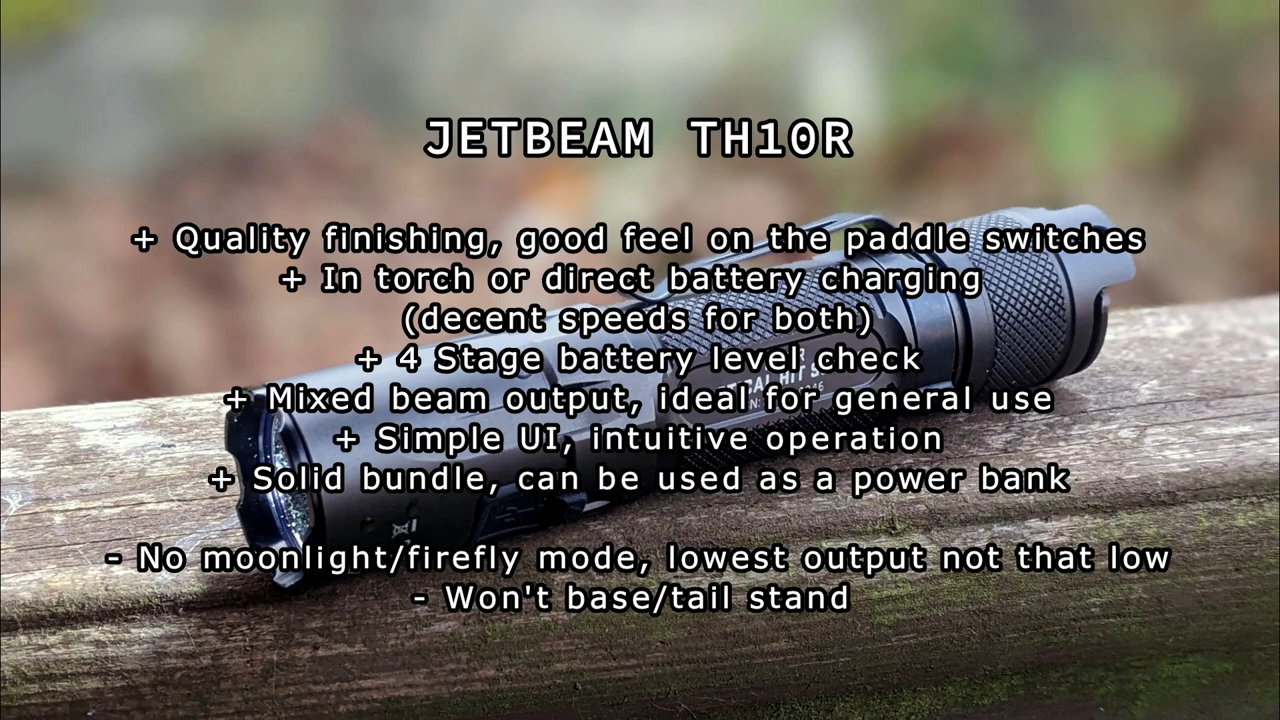 JETBEAM TH10R
+ Quality finishing, good feel on the paddle switches
+ In torch or direct battery charging
(decent speeds for both)
+ 4 Stage battery level check
+ Mixed beam output, ideal for general use
+ Simple UI, intuitive operation
+ Solid bundle, can be used as a power bank
- No moonlight/firefly mode, lowest output not that low
- Won't base/tail stand